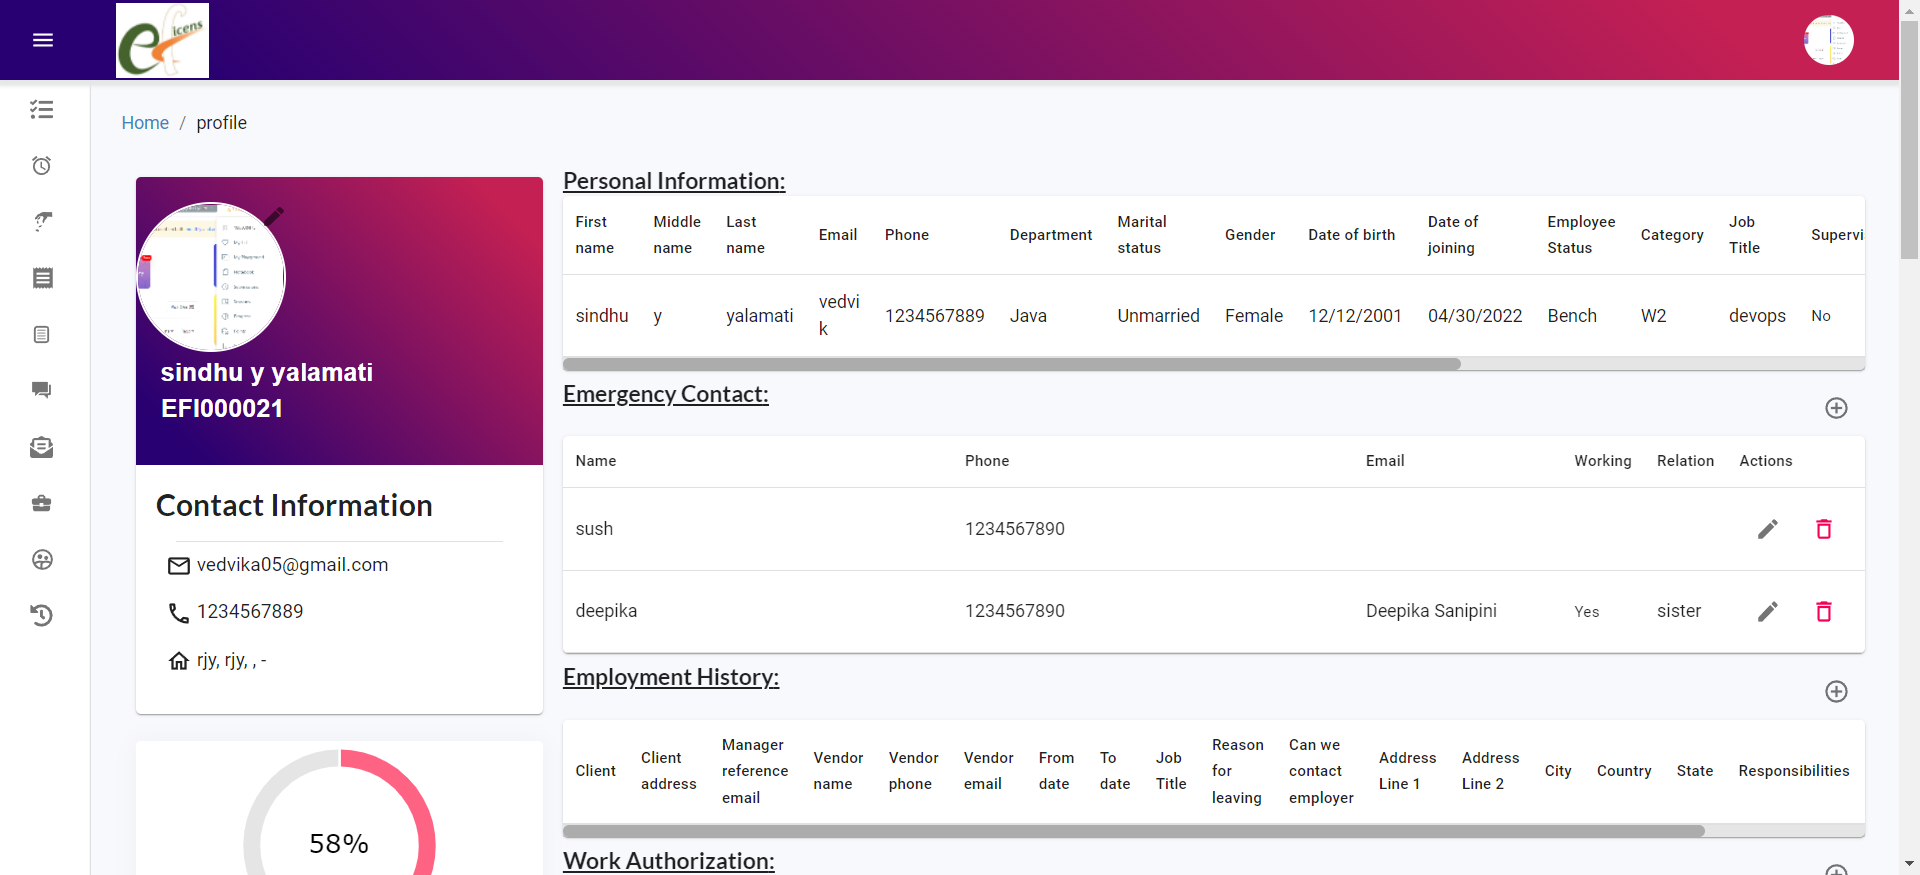 icens
Home / profile
sindhu y yalamati
EFI000021
Contact Information
vedvika05@gmail.com
1234567889
rjy, rjy, , -
58%
Personal Information:
First name Middle name Last name Email Phone Department Marital status Gender Date of birth Date of joining Employee Status Category Job Title Supervi
sindhu y yalamati vedvik 1234567889 Java Unmarried Female 12/12/2001 04/30/2022 Bench W2 devops No
Emergency Contact:
Name Phone Email Working Relation Actions
sush 1234567890
deepika 1234567890 Deepika Sanipini Yes sister
Employment History:
Client Client address Manager reference email Vendor name Vendor phone Vendor email From date To date Job Title Reason for leaving Can we contact employer Address Line 1 Address Line 2 City Country State Responsibilities
Work Authorization: